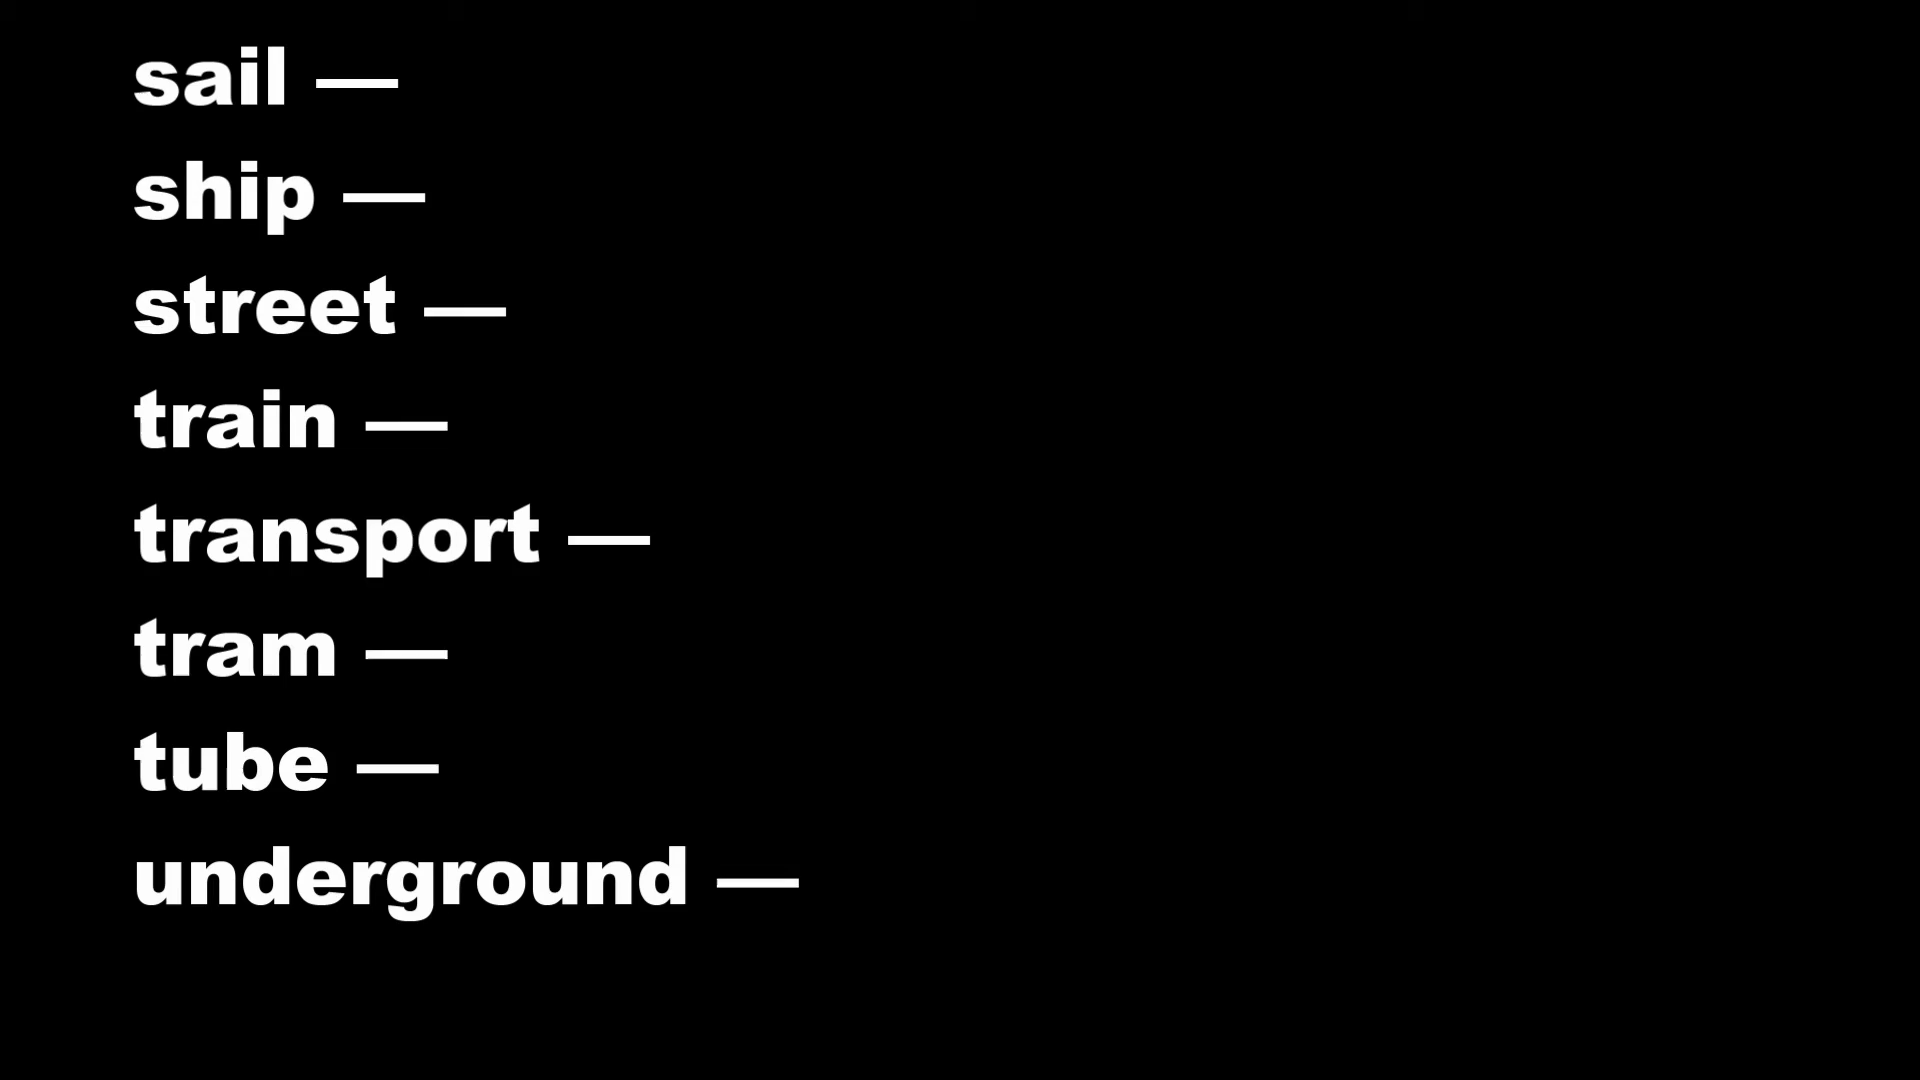 sail —
ship —
street —
train —
transport —
tram —
tube —
underground —